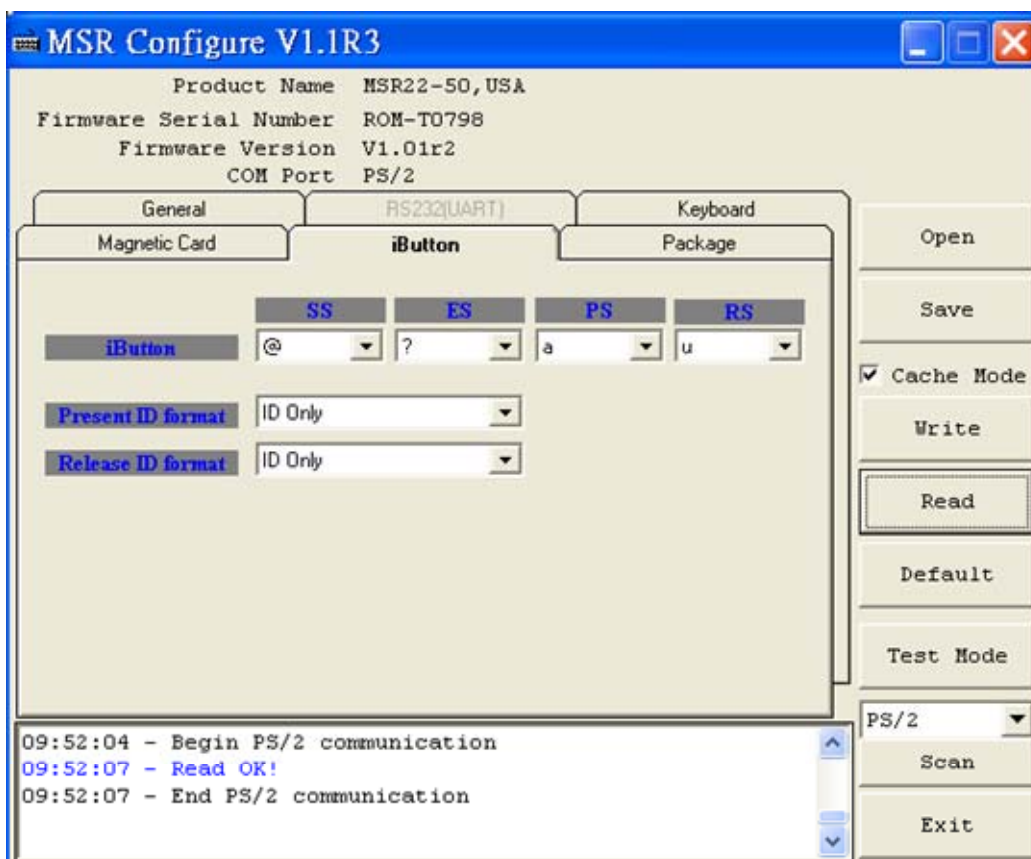 MSR Configure V1.1R3
Product Name MSR22-50,USA
Firmware Serial Number ROM-T0798
Firmware Version V1.01r2
COM Port PS/2
General RS232(UART) Keyboard
Magnetic Card iButton Package
SS ES PS RS
iButton @ ? a u
Present ID format ID Only
Release ID format ID Only
Open
Save
Cache Mode
Write
Read
Default
Test Mode
PS/2
Scan
Exit
09:52:04 - Begin PS/2 communication
09:52:07 - Read OK!
09:52:07 - End PS/2 communication